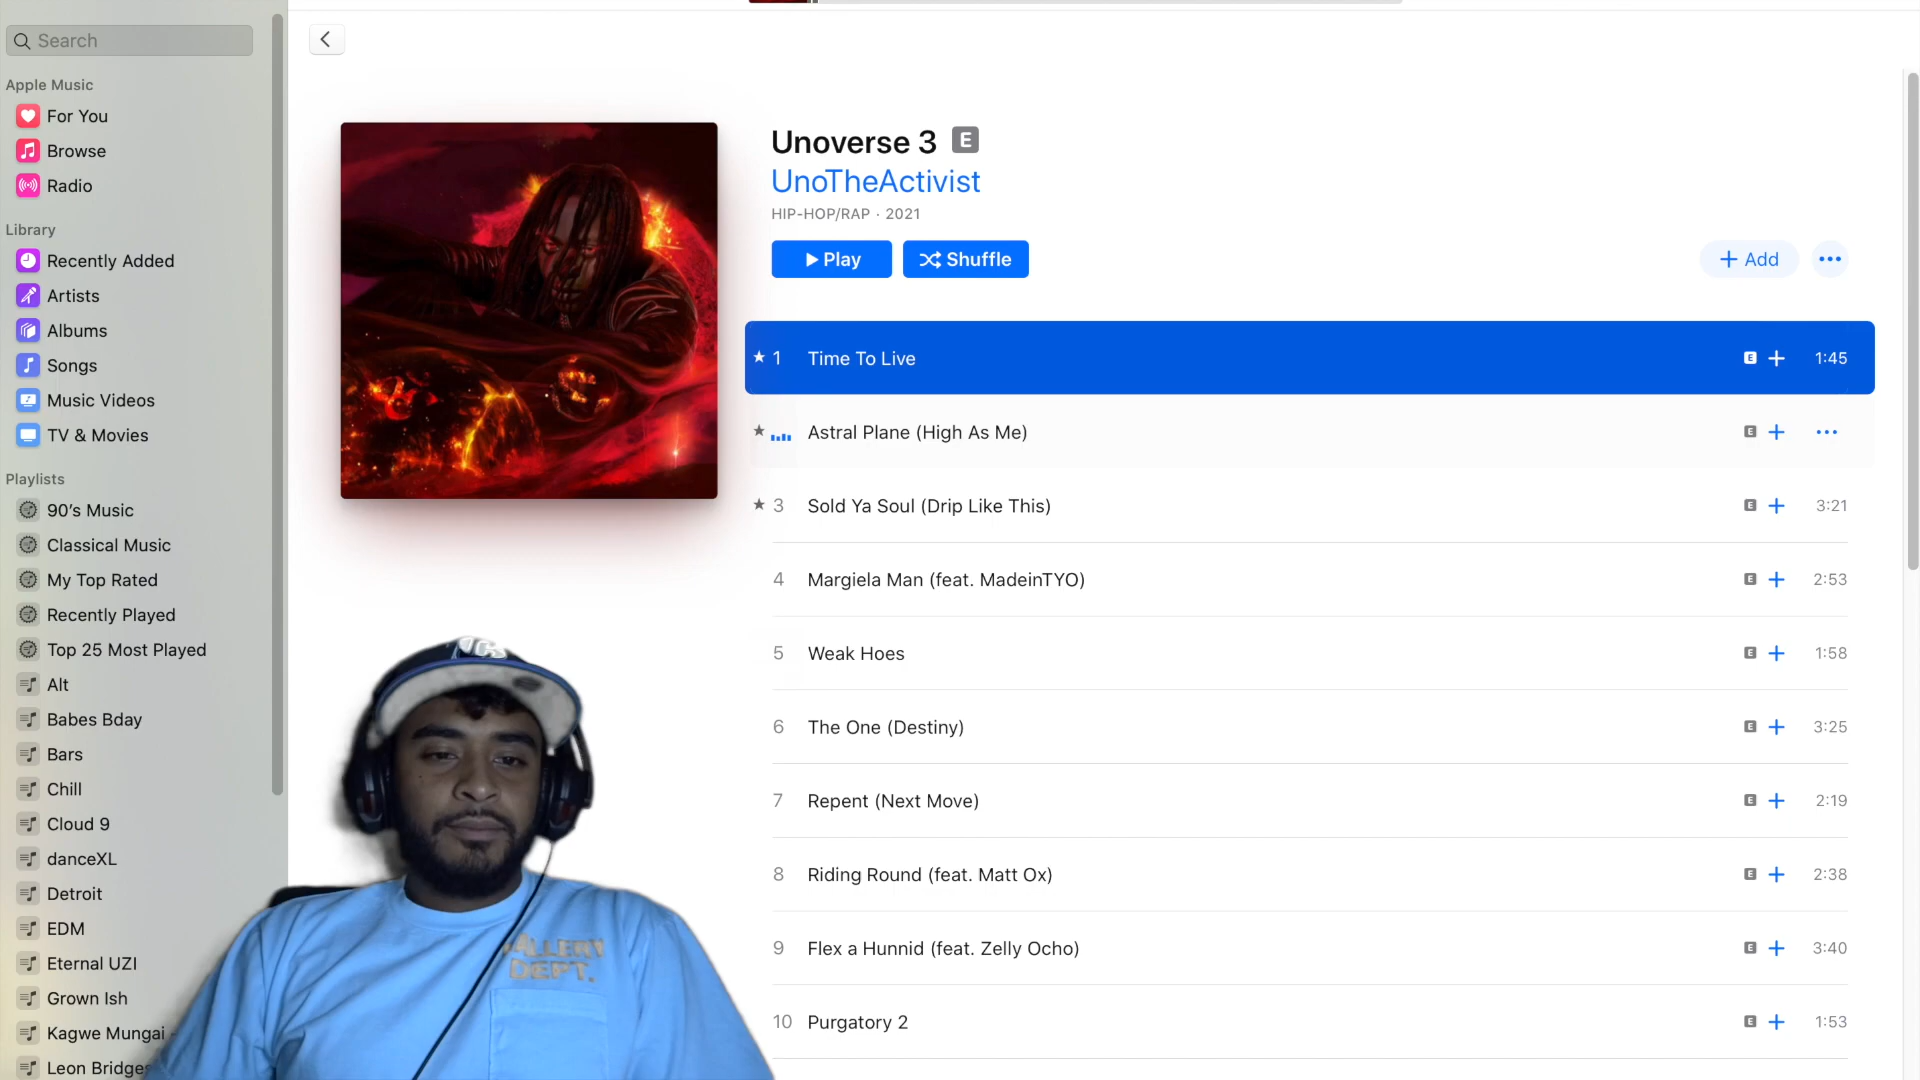 Search
Apple Music
For You
Browse
Radio
Library
Recently Added
Artists
Albums
Songs
Music Videos
TV & Movies
Playlists
90's Music
Classical Music
My Top Rated
Recently Played
Top 25 Most Played
Alt
Babes Bday
Bars
Chill
Cloud 9
danceXL
Detroit
EDM
Eternal UZI
Grown Ish
Kagwe Mungai -
Leon Bridges
Unoverse 3 E
UnoTheActivist
HIP-HOP/RAP · 2021
Play Shuffle + Add ...
★ 1 Time To Live E + 1:45
★ Astral Plane (High As Me) E + ...
★ 3 Sold Ya Soul (Drip Like This) E + 3:21
4 Margiela Man (feat. MadeinTYO) E + 2:53
5 Weak Hoes E + 1:58
6 The One (Destiny) E + 3:25
7 Repent (Next Move) E + 2:19
8 Riding Round (feat. Matt Ox) E + 2:38
9 Flex a Hunnid (feat. Zelly Ocho) E + 3:40
10 Purgatory 2 E + 1:53
GALLERY
DEPT.